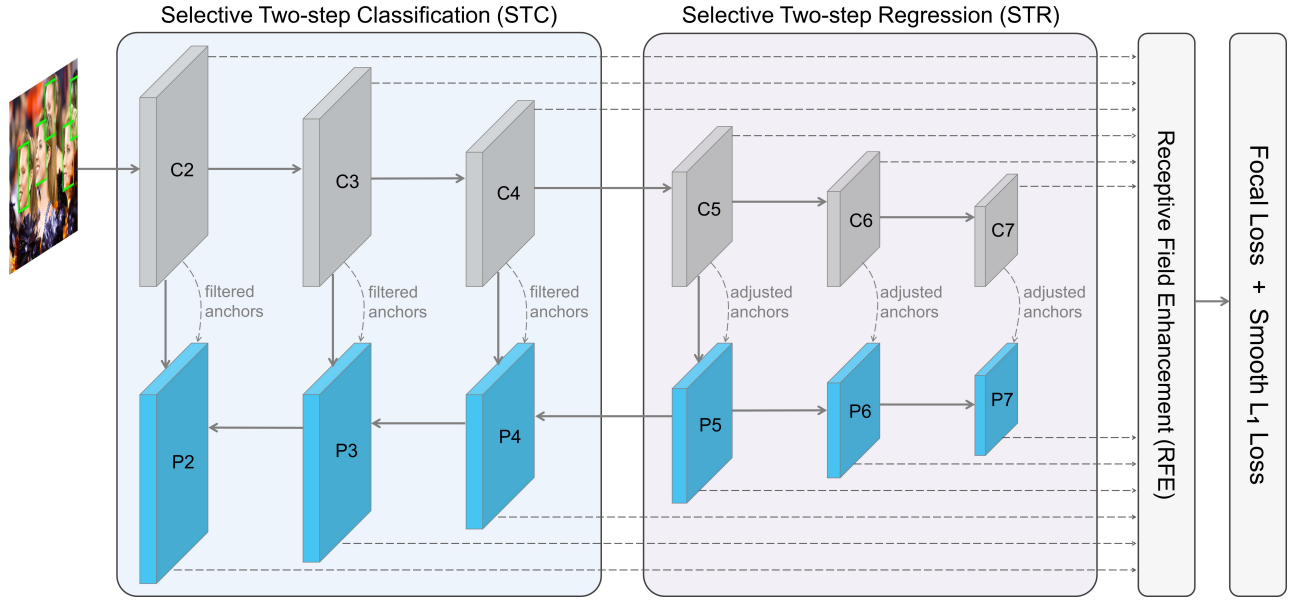 Selective Two-step Classification (STC)
Selective Two-step Regression (STR)
C2
C3
C4
C5
C6
C7
filtered
anchors
filtered
anchors
filtered
anchors
adjusted
anchors
adjusted
anchors
adjusted
anchors
P2
P3
P4
P5
P6
P7
Receptive Field Enhancement (RFE)
Focal Loss + Smooth L₁ Loss